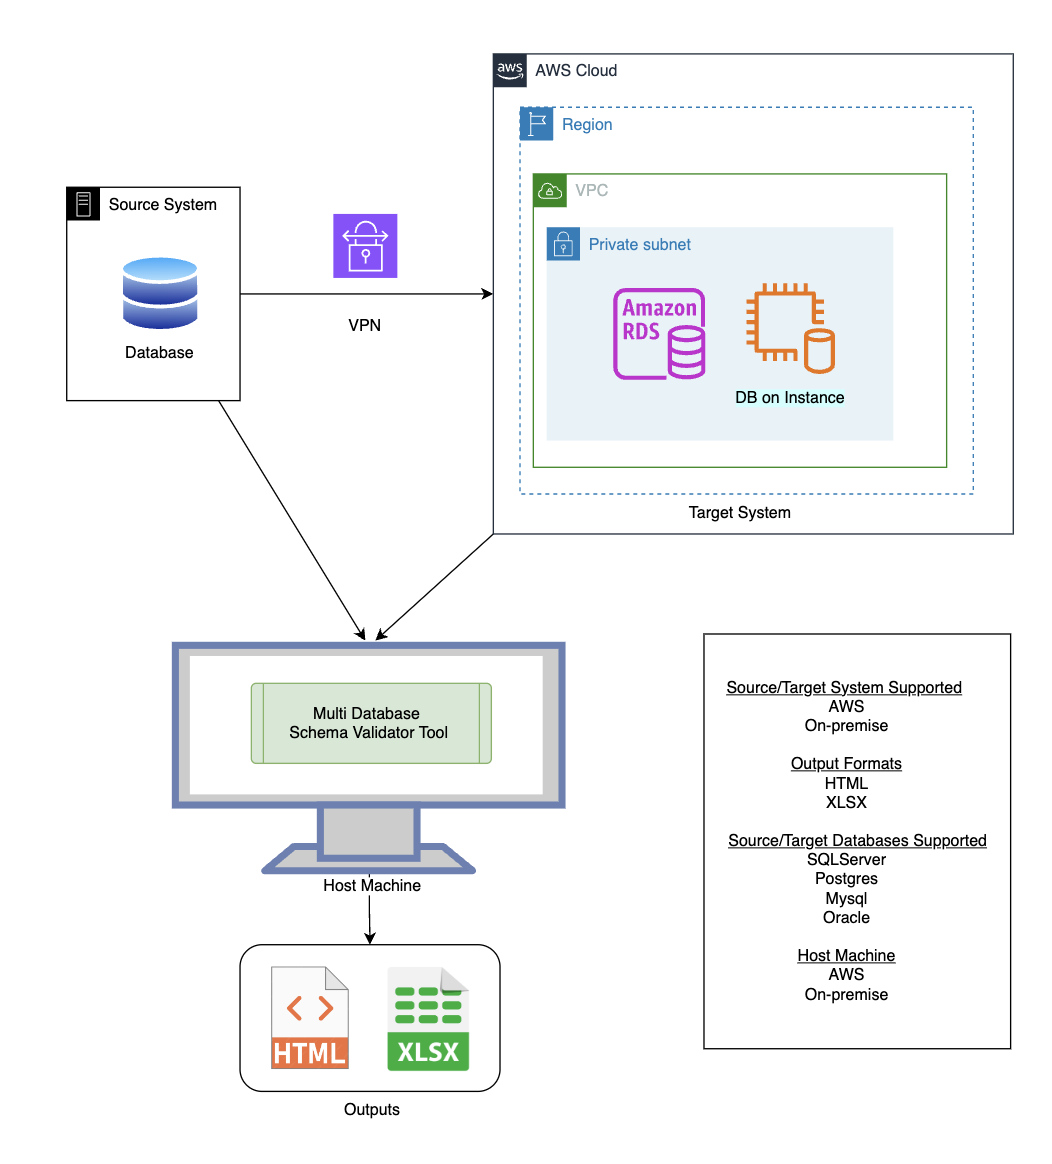 aws
AWS Cloud
Region
VPC
Source System
Private subnet
Amazon
RDS
VPN
Database
DB on Instance
Target System
Multi Database
Schema Validator Tool
Host Machine
HTML
XLSX
Outputs
Source/Target System Supported
AWS
On-premise
Output Formats
HTML
XLSX
Source/Target Databases Supported
SQLServer
Postgres
Mysql
Oracle
Host Machine
AWS
On-premise